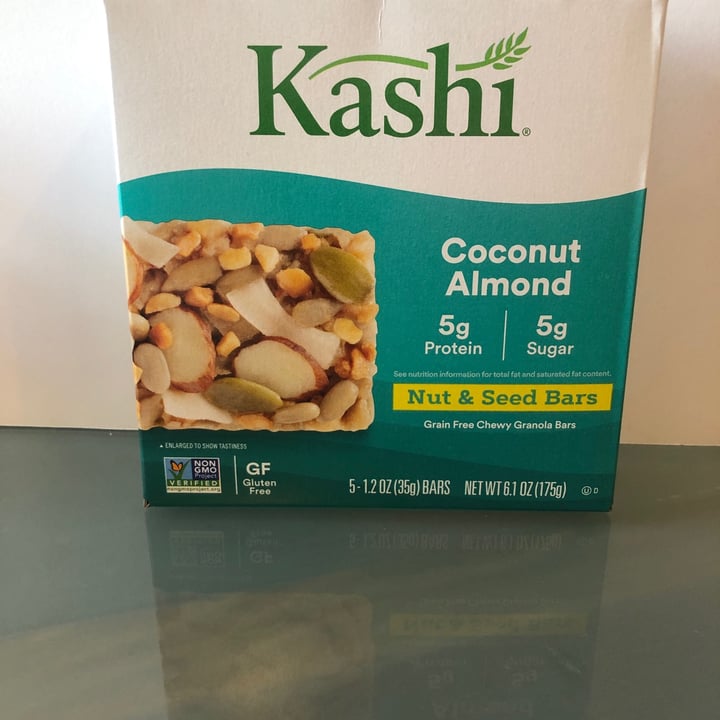 Kashi®
Coconut
Almond
5g
Protein
5g
Sugar
See nutrition information for total fat and saturated fat content.
Nut & Seed Bars
Grain Free Chewy Granola Bars
▲ ENLARGED TO SHOW TASTINESS
NON
GMO
Project
VERIFIED
nongmoproject.org
GF
Gluten
Free
5 - 1.2 OZ (35g) BARS NET WT 6.1 OZ (175g) Ⓤ D